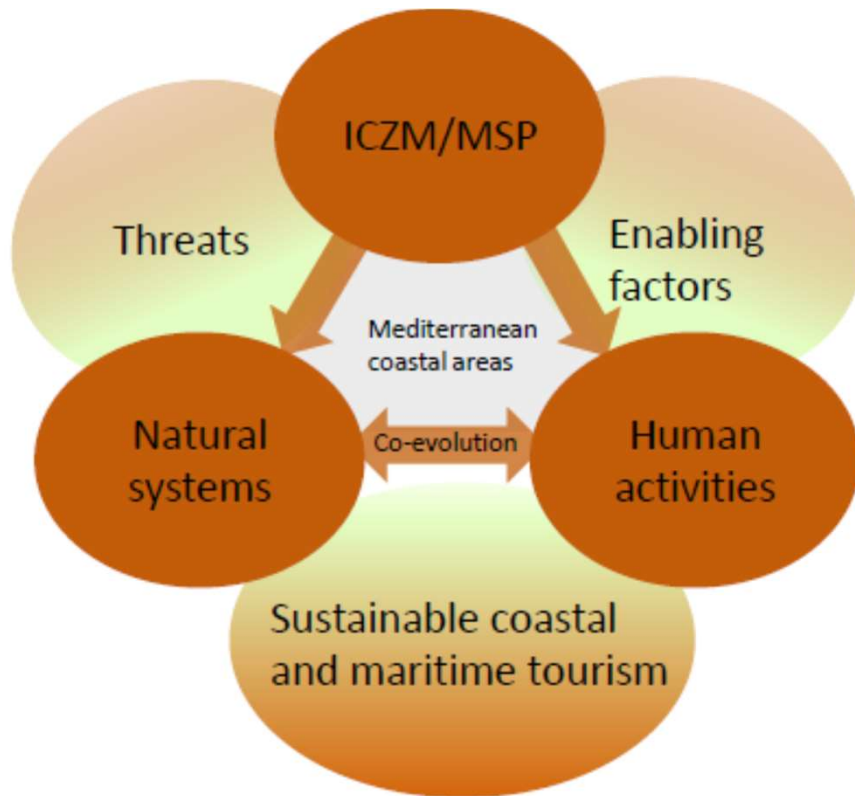 ICZM/MSP
Threats
Enabling
factors
Mediterranean
coastal areas
Natural
systems
Co-evolution
Human
activities
Sustainable coastal
and maritime tourism